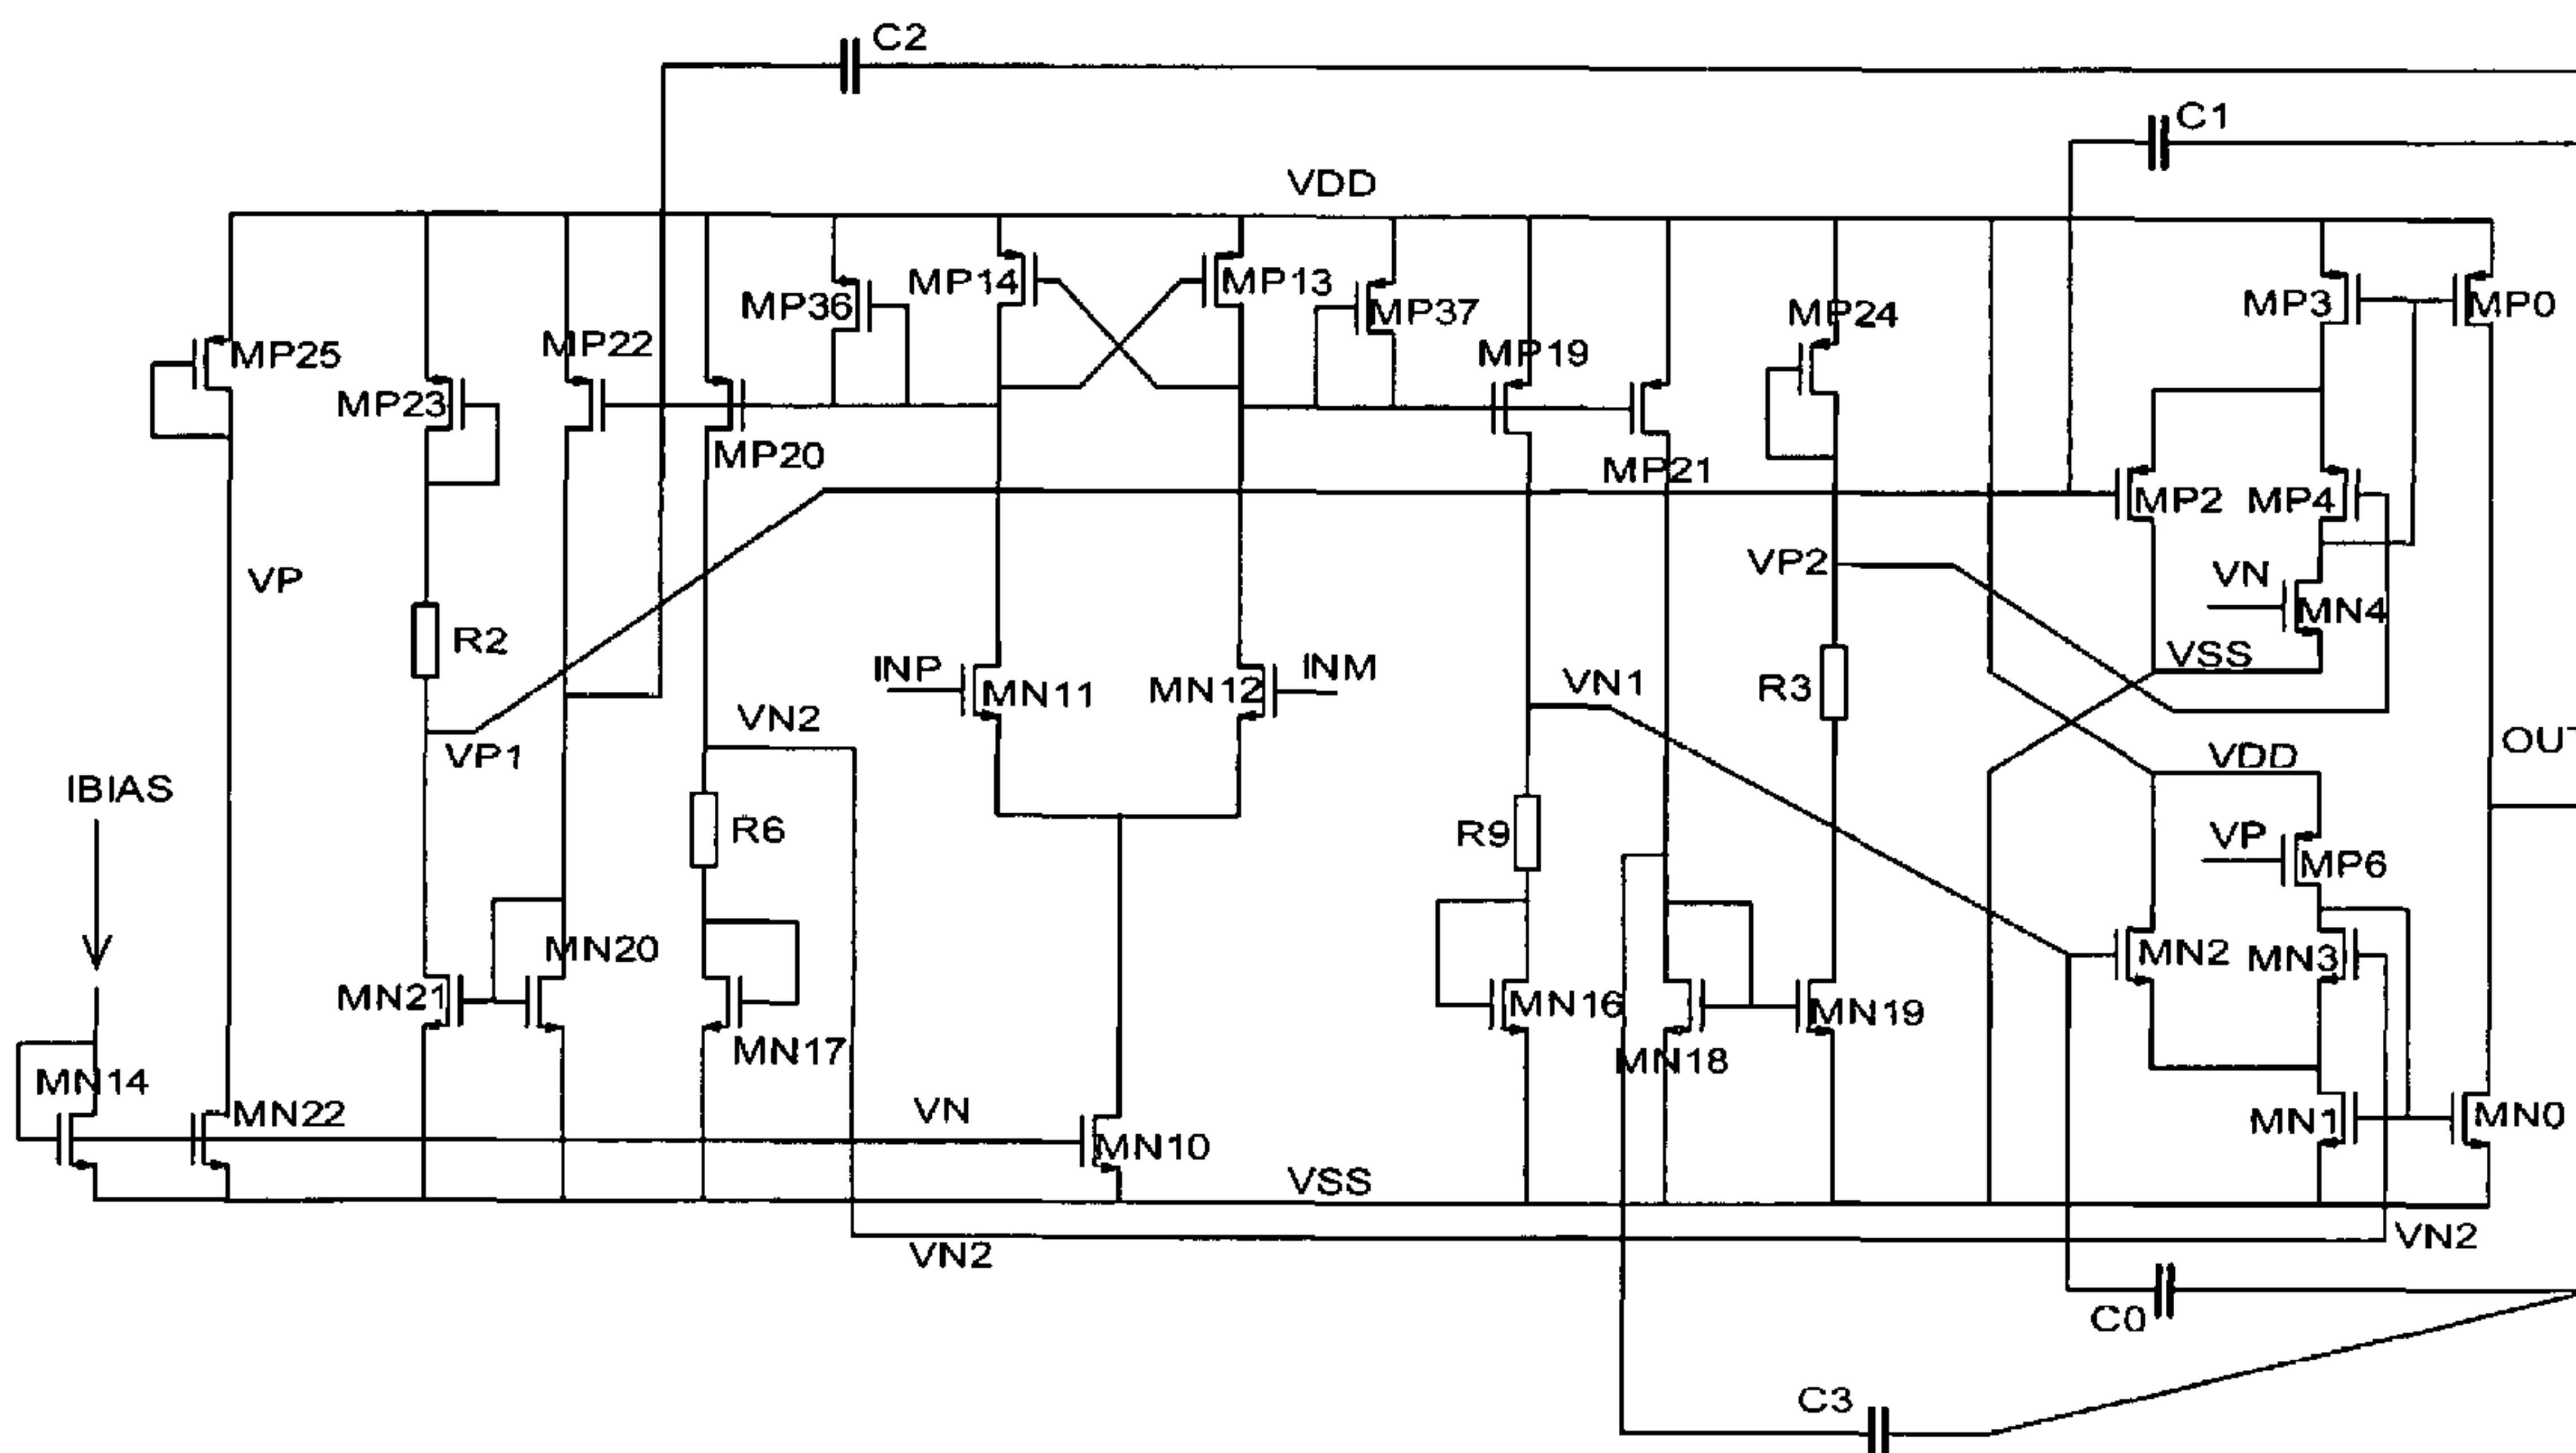 C2
C1
VDD
MP14
MP13
MP36
MP37
MP24
MP3
MP0
MP25
MP22
MP19
MP23
MP20
MP21
MP2
MP4
VP
VP2
VN
MN4
R2
INP
MN11
MN12
INM
VN1
R3
VSS
VN2
VP1
VDD
OUT
IBIAS
R6
R9
VP
MP6
MN20
MN21
MN2
MN3
MN17
MN16
MN18
MN19
MN14
MN22
VN
MN10
MN1
MN0
VSS
VN2
VN2
C0
C3